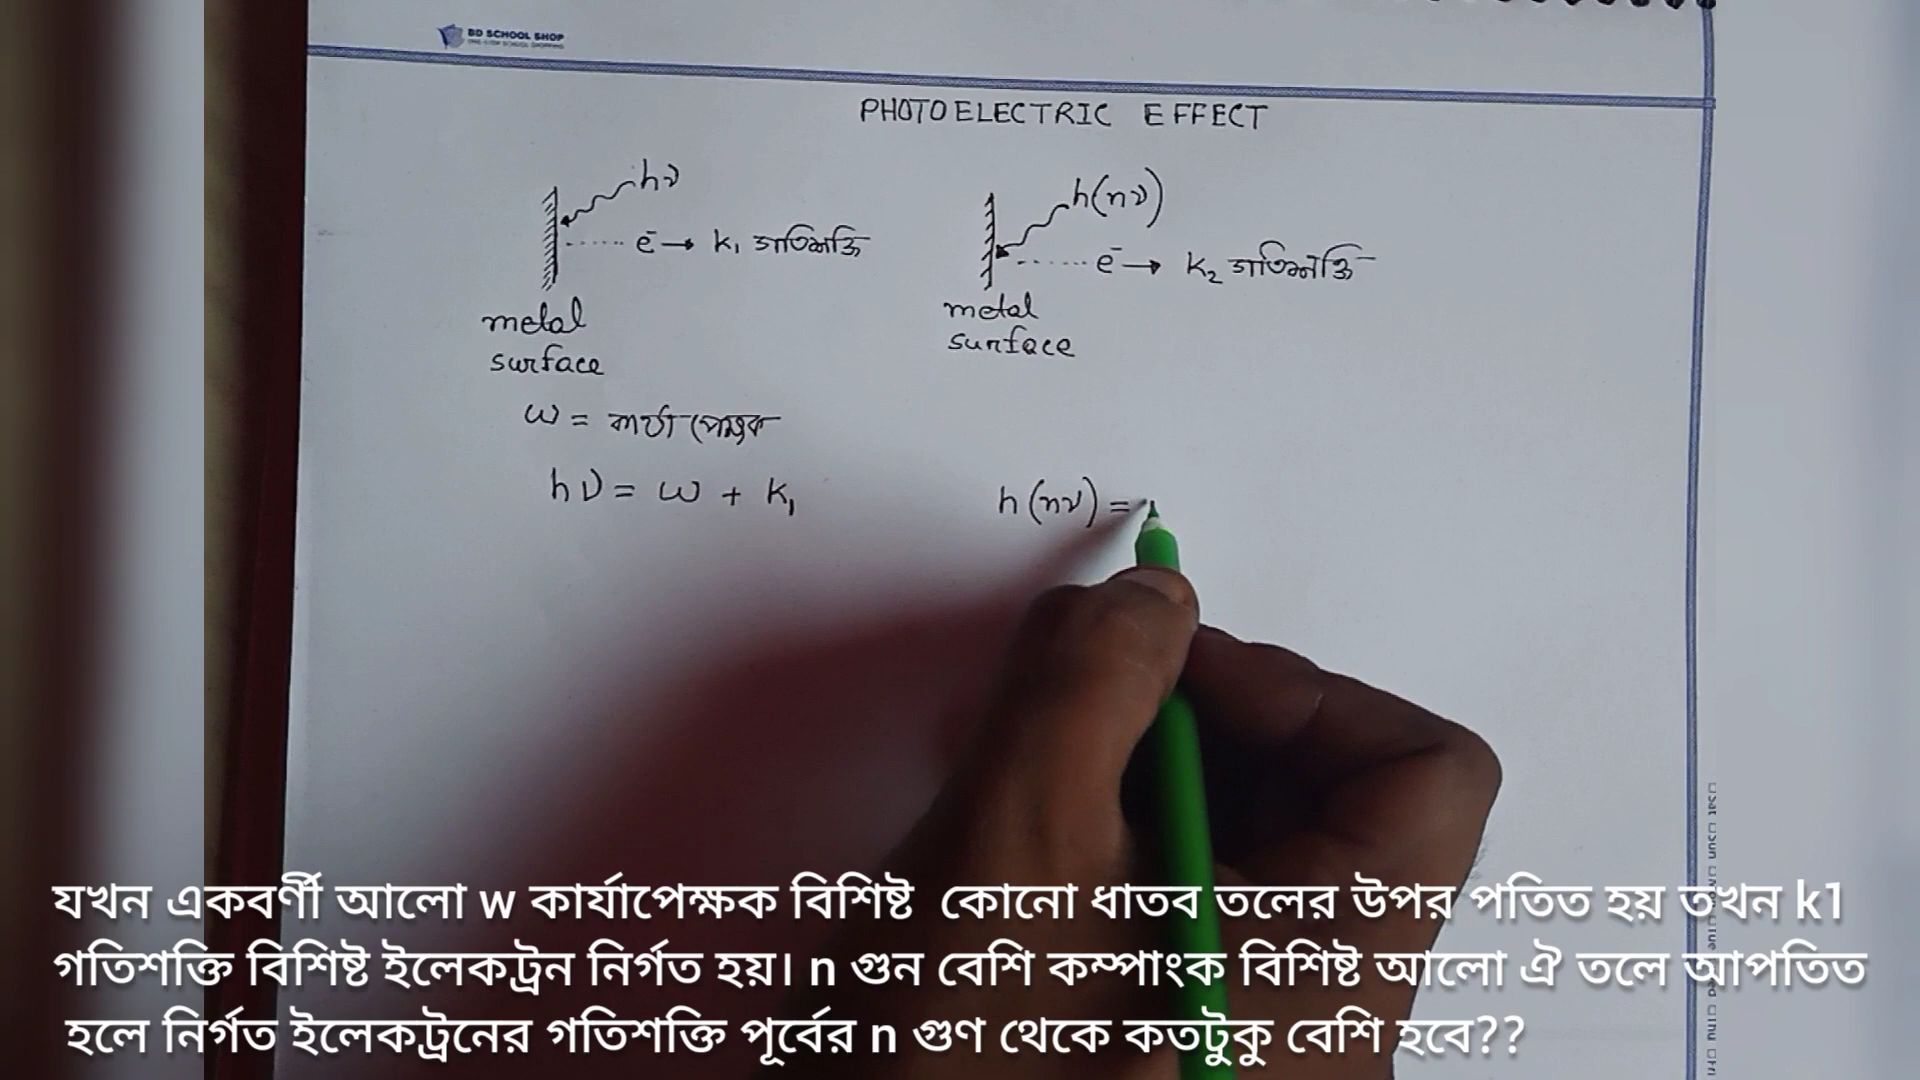 BD SCHOOL SHOP
PHOTOELECTRIC EFFECT
hν
e⁻→ k₁ গতিশক্তি
metal
surface
h(nν)
e⁻→ k₂ গতিশক্তি
metal
surface
ω = কার্যাপেক্ষক
hν = ω + k₁
h(nν) =
যখন একবর্ণী আলো w কার্যাপেক্ষক বিশিষ্ট কোনো ধাতব তলের উপর পতিত হয় তখন k1
গতিশক্তি বিশিষ্ট ইলেকট্রন নির্গত হয়। n গুন বেশি কম্পাংক বিশিষ্ট আলো ঐ তলে আপতিত
হলে নির্গত ইলেকট্রনের গতিশক্তি পূর্বের n গুণ থেকে কতটুকু বেশি হবে??